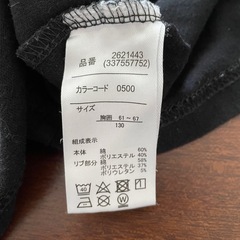 品番 2621443
(337557752)
カラーコード 0500
サイズ
胸囲 61～67
130
組成表示
本体 綿 60%
ポリエステル 40%
リブ部分 綿 58%
ポリエステル 37%
ポリウレタン 5%